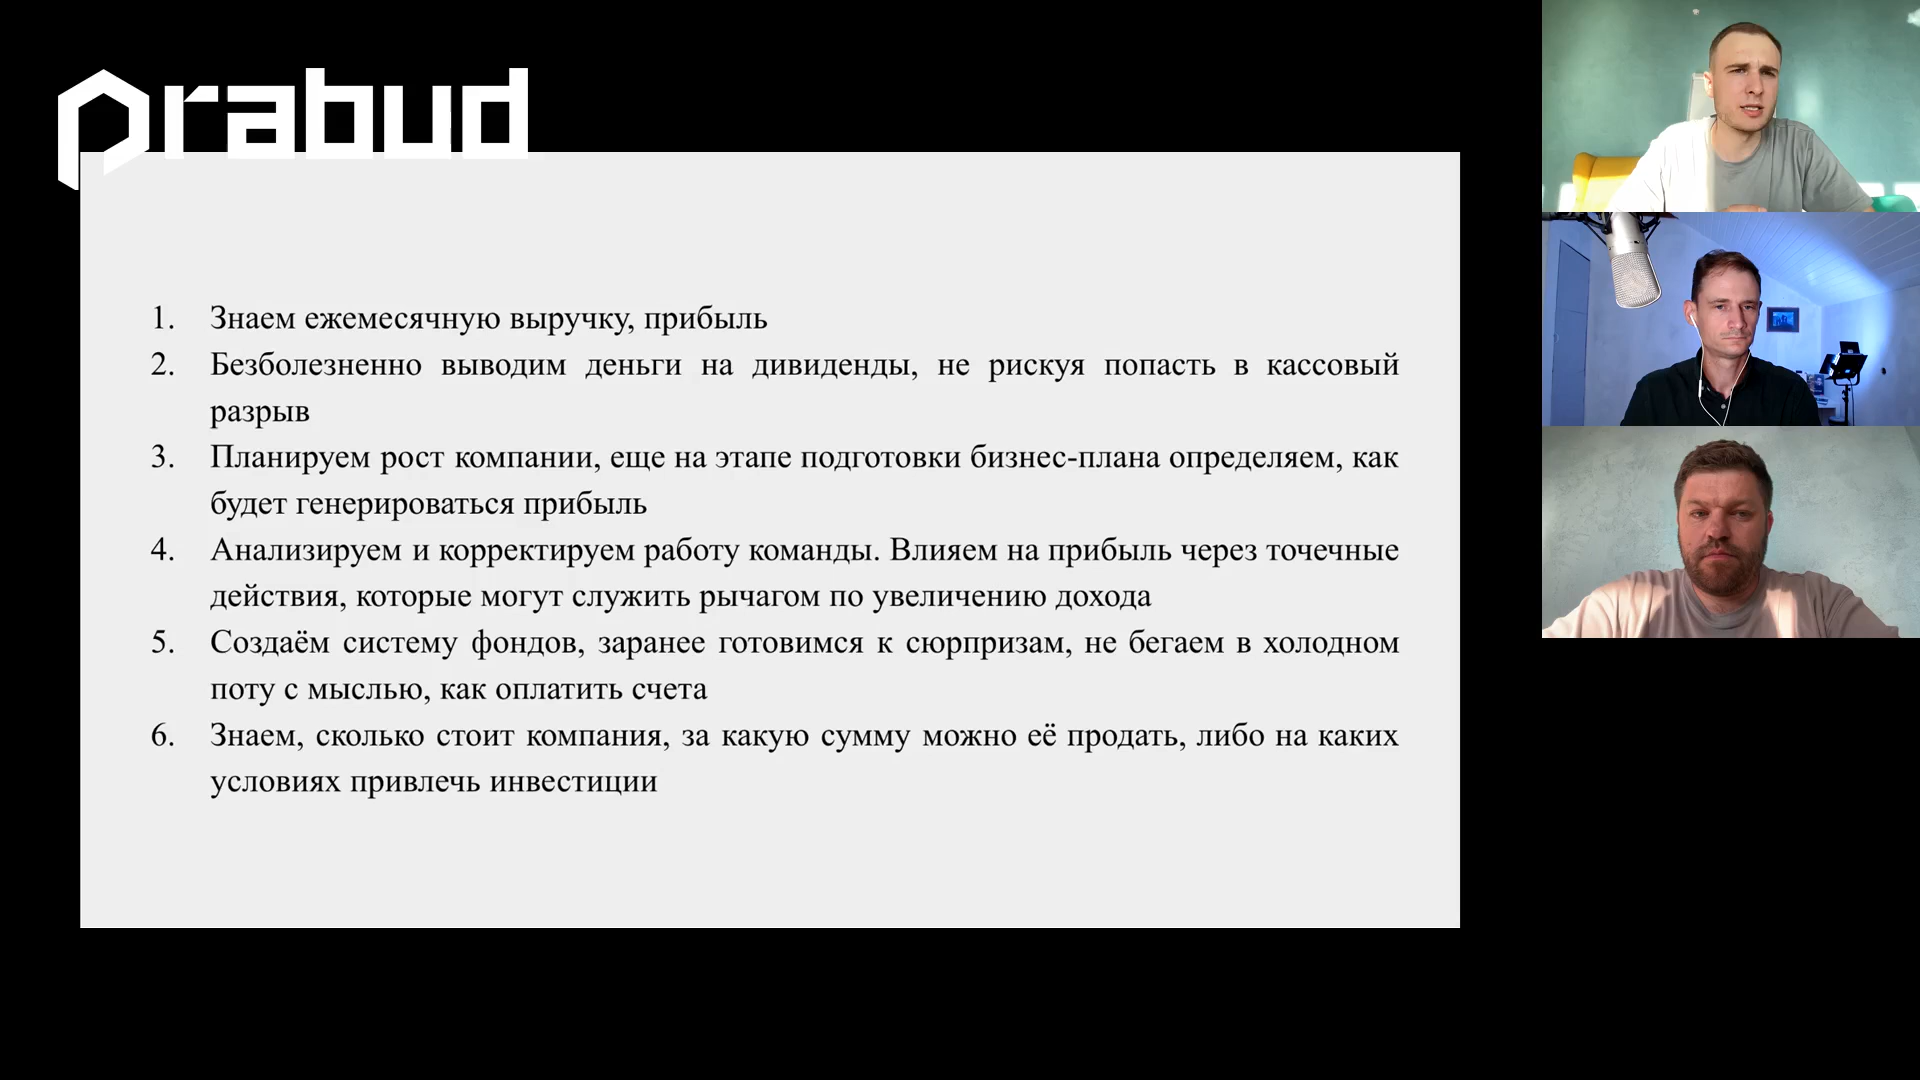 prabud
1. Знаем ежемесячную выручку, прибыль
2. Безболезненно выводим деньги на дивиденды, не рискуя попасть в кассовый
разрыв
3. Планируем рост компании, еще на этапе подготовки бизнес-плана определяем, как
будет генерироваться прибыль
4. Анализируем и корректируем работу команды. Влияем на прибыль через точечные
действия, которые могут служить рычагом по увеличению дохода
5. Создаём систему фондов, заранее готовимся к сюрпризам, не бегаем в холодном
поту с мыслью, как оплатить счета
6. Знаем, сколько стоит компания, за какую сумму можно её продать, либо на каких
условиях привлечь инвестиции